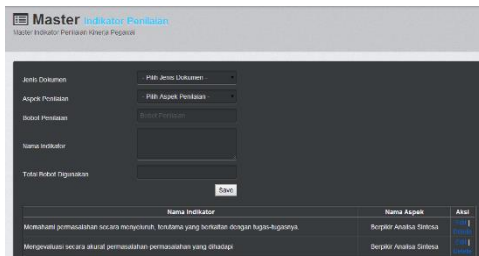 Master Indikator Penilaian
Master Indikator Penilaian Kinerja Pegawai
Jenis Dokumen
- Pilih Jenis Dokumen -
Aspek Penilaian
- Pilih Aspek Penilaian -
Bobot Penilaian
Bobot Penilaian
Nama Indikator
Total Bobot Digunakan
Save
Nama Indikator Nama Aspek Aksi
Memahami permasalahan secara menyeluruh, terutama yang berkaitan dengan tugas-tugasnya. Berpikir Analisa Sintesa Edit |
Mengevaluasi secara akurat permasalahan-permasalahan yang dihadapi Berpikir Analisa Sintesa Edit |